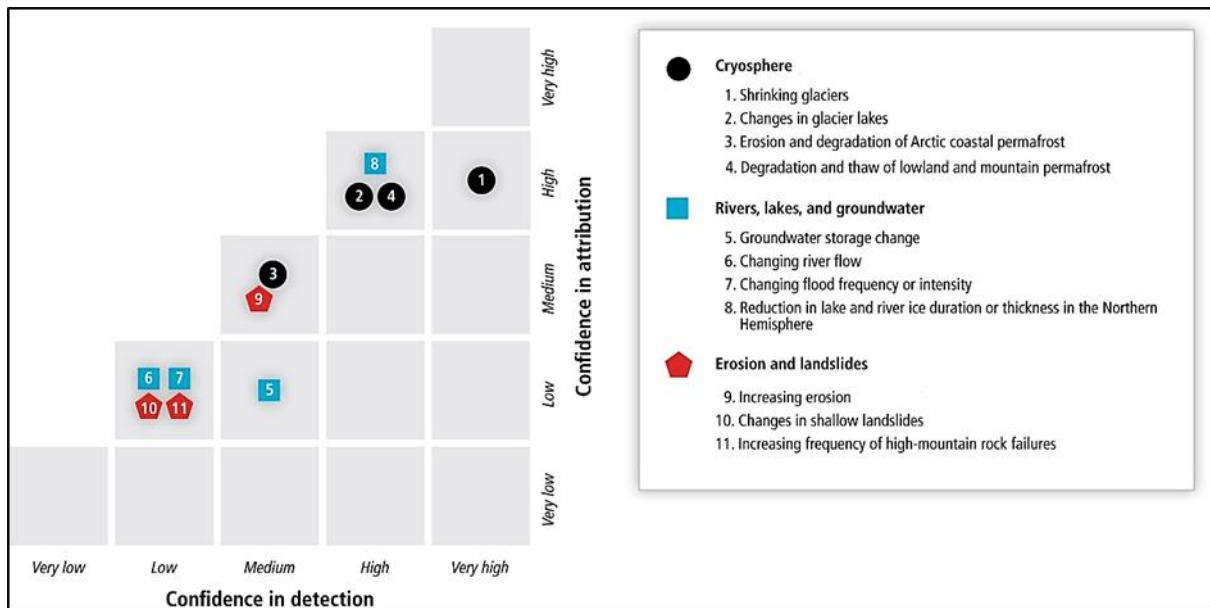 Very high
High
Medium
Low
Very low
Confidence in attribution
8
2
4
1
3
9
6
7
10
11
5
Very low
Low
Medium
High
Very high
Confidence in detection
Cryosphere
1. Shrinking glaciers
2. Changes in glacier lakes
3. Erosion and degradation of Arctic coastal permafrost
4. Degradation and thaw of lowland and mountain permafrost
Rivers, lakes, and groundwater
5. Groundwater storage change
6. Changing river flow
7. Changing flood frequency or intensity
8. Reduction in lake and river ice duration or thickness in the Northern
Hemisphere
Erosion and landslides
9. Increasing erosion
10. Changes in shallow landslides
11. Increasing frequency of high-mountain rock failures